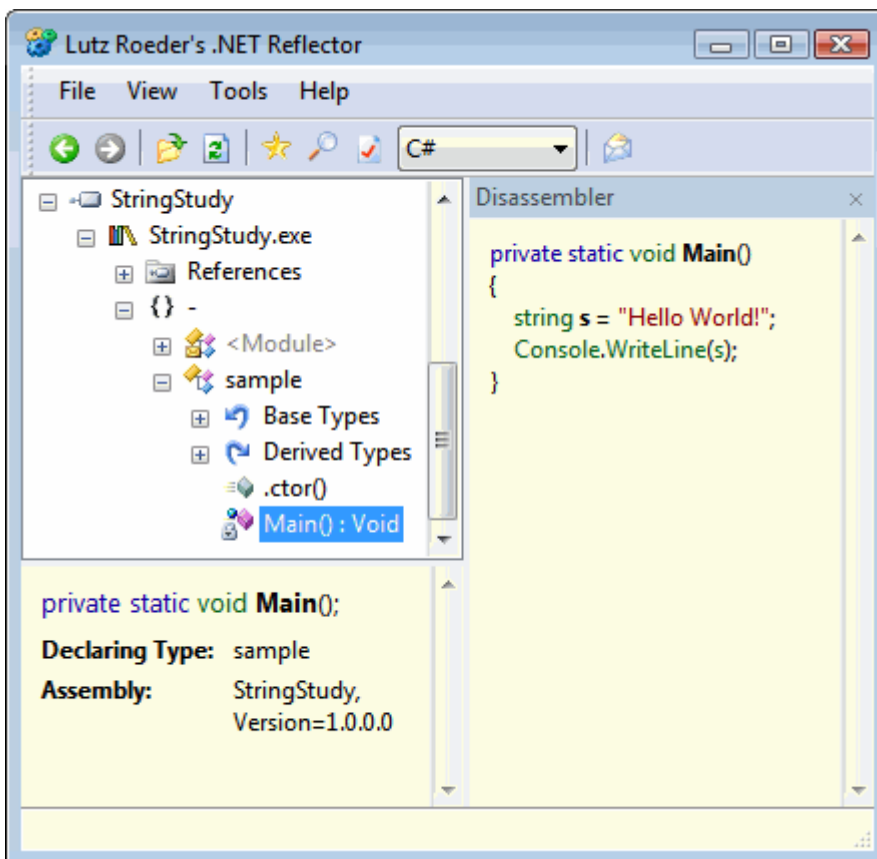 Lutz Roeder's .NET Reflector
File View Tools Help
C#
StringStudy
StringStudy.exe
References
{} -
<Module>
sample
Base Types
Derived Types
.ctor()
Main() : Void
Disassembler
private static void Main()
{
string s = "Hello World!";
Console.WriteLine(s);
}
private static void Main();
Declaring Type: sample
Assembly: StringStudy,
Version=1.0.0.0